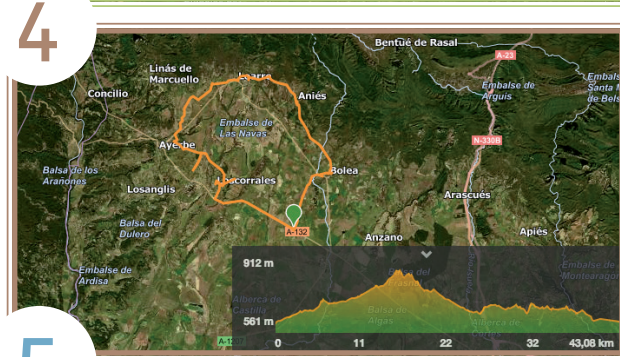 4
Bentué de Rasal
A-23
Linás de
Marcuello
Loarre
Embalse de
Arguis
Embals
Santa M
de Bels
Concilio
Aniés
Embalse de
Las Navas
N-330B
Ayerbe
Balsa de los
Arañones
Bolea
Loscorrales
Losanglis
Arascués
Balsa del
Dulero
A-132
Anzano
Apiés
912 m
Embalse de
Ardisa
Embalse de
Montearagón
Alberca de
Castilla
Balsa de
Algas
561 m
0 11 22 32 43,08 km
5